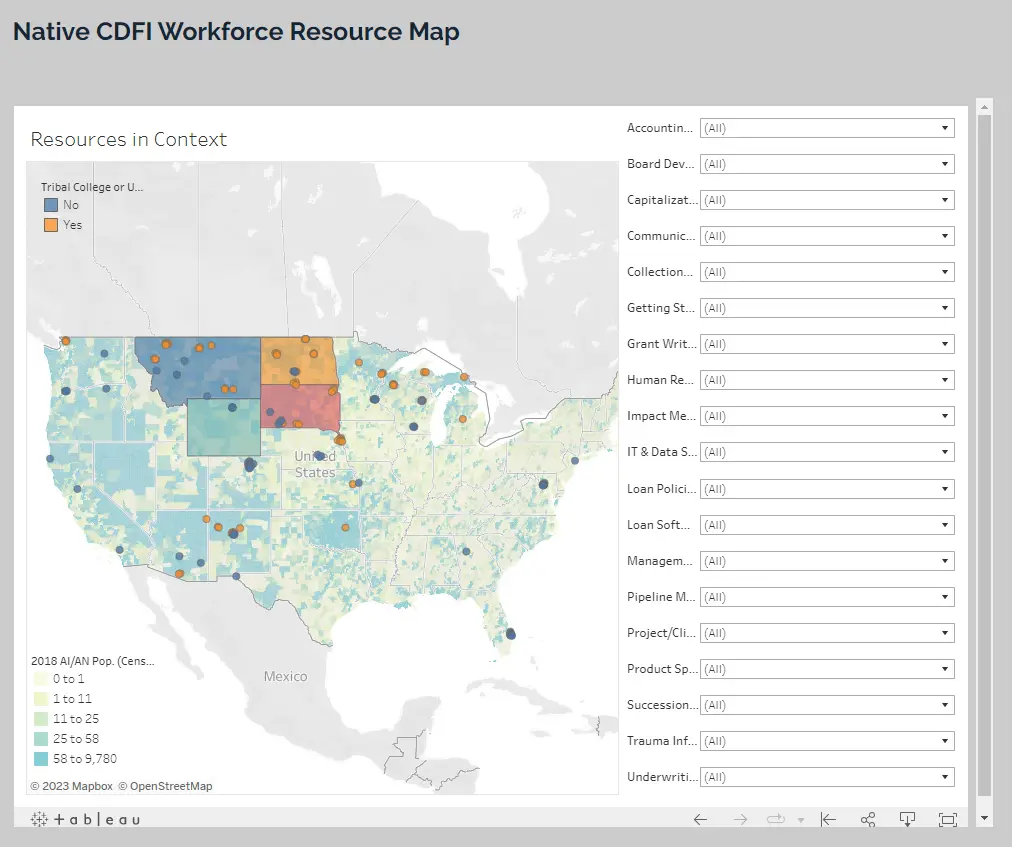 Native CDFI Workforce Resource Map
Resources in Context
Tribal College or U...
No
Yes
United
States
Mexico
2018 AI/AN Pop. (Cens...
0 to 1
1 to 11
11 to 25
25 to 58
58 to 9,780
© 2023 Mapbox © OpenStreetMap
Accountin... (All)
Board Dev... (All)
Capitalizat... (All)
Communic... (All)
Collection... (All)
Getting St... (All)
Grant Writ... (All)
Human Re... (All)
Impact Me... (All)
IT & Data S... (All)
Loan Polici... (All)
Loan Soft... (All)
Managem... (All)
Pipeline M... (All)
Project/Cli... (All)
Product Sp... (All)
Succession... (All)
Trauma Inf... (All)
Underwriti... (All)
+ a b | e a u